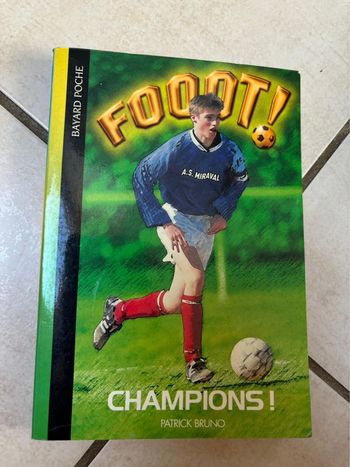 BAYARD POCHE
FOOOT!
A.S. MIRAVAL
CHAMPIONS !
PATRICK BRUNO